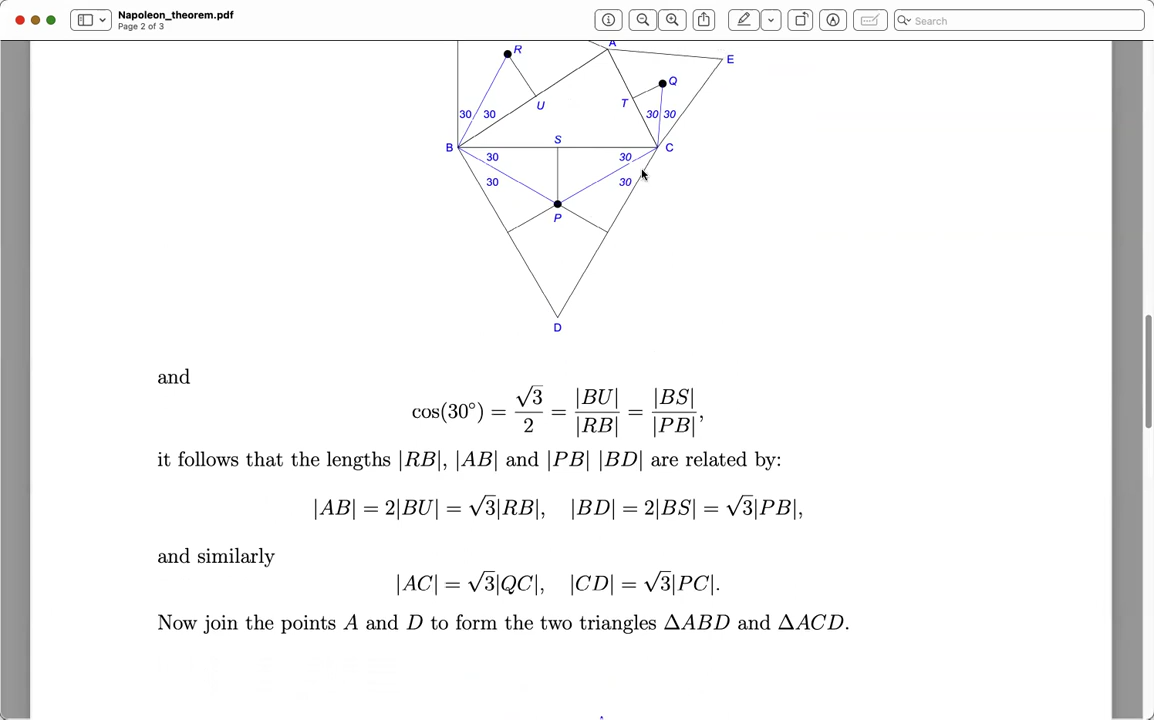 Napoleon_theorem.pdf
Page 2 of 3
Search
A
R
E
Q
U
T
30 30
30 30
S
B
C
30
30
30
30
P
D
and
cos(30°) = √3/2 = |BU|/|RB| = |BS|/|PB|,
it follows that the lengths |RB|, |AB| and |PB| |BD| are related by:
|AB| = 2|BU| = √3|RB|, |BD| = 2|BS| = √3|PB|,
and similarly
|AC| = √3|QC|, |CD| = √3|PC|.
Now join the points A and D to form the two triangles ΔABD and ΔACD.